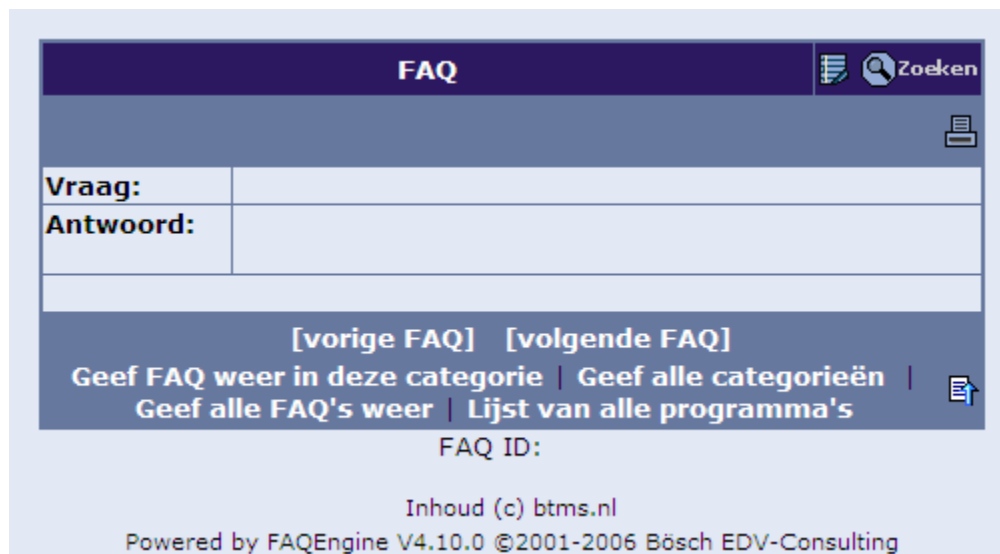 FAQ Zoeken
Vraag:
Antwoord:
[vorige FAQ] [volgende FAQ]
Geef FAQ weer in deze categorie | Geef alle categorieën |
Geef alle FAQ's weer | Lijst van alle programma's
FAQ ID:
Inhoud (c) btms.nl
Powered by FAQEngine V4.10.0 ©2001-2006 Bösch EDV-Consulting